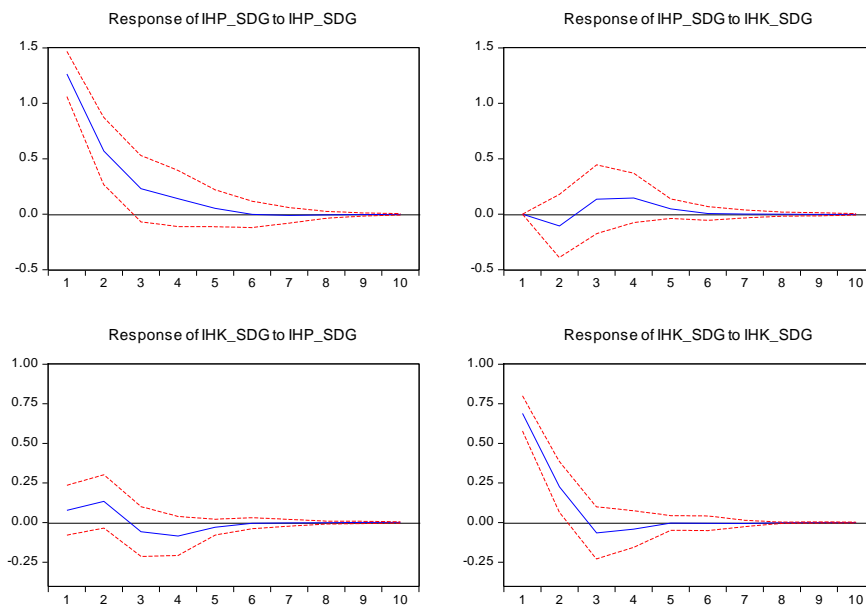 Response of IHP_SDG to IHP_SDG
1.5
1.0
0.5
0.0
-0.5
1 2 3 4 5 6 7 8 9 10
Response of IHP_SDG to IHK_SDG
1.5
1.0
0.5
0.0
-0.5
1 2 3 4 5 6 7 8 9 10
Response of IHK_SDG to IHP_SDG
1.00
0.75
0.50
0.25
0.00
-0.25
1 2 3 4 5 6 7 8 9 10
Response of IHK_SDG to IHK_SDG
1.00
0.75
0.50
0.25
0.00
-0.25
1 2 3 4 5 6 7 8 9 10